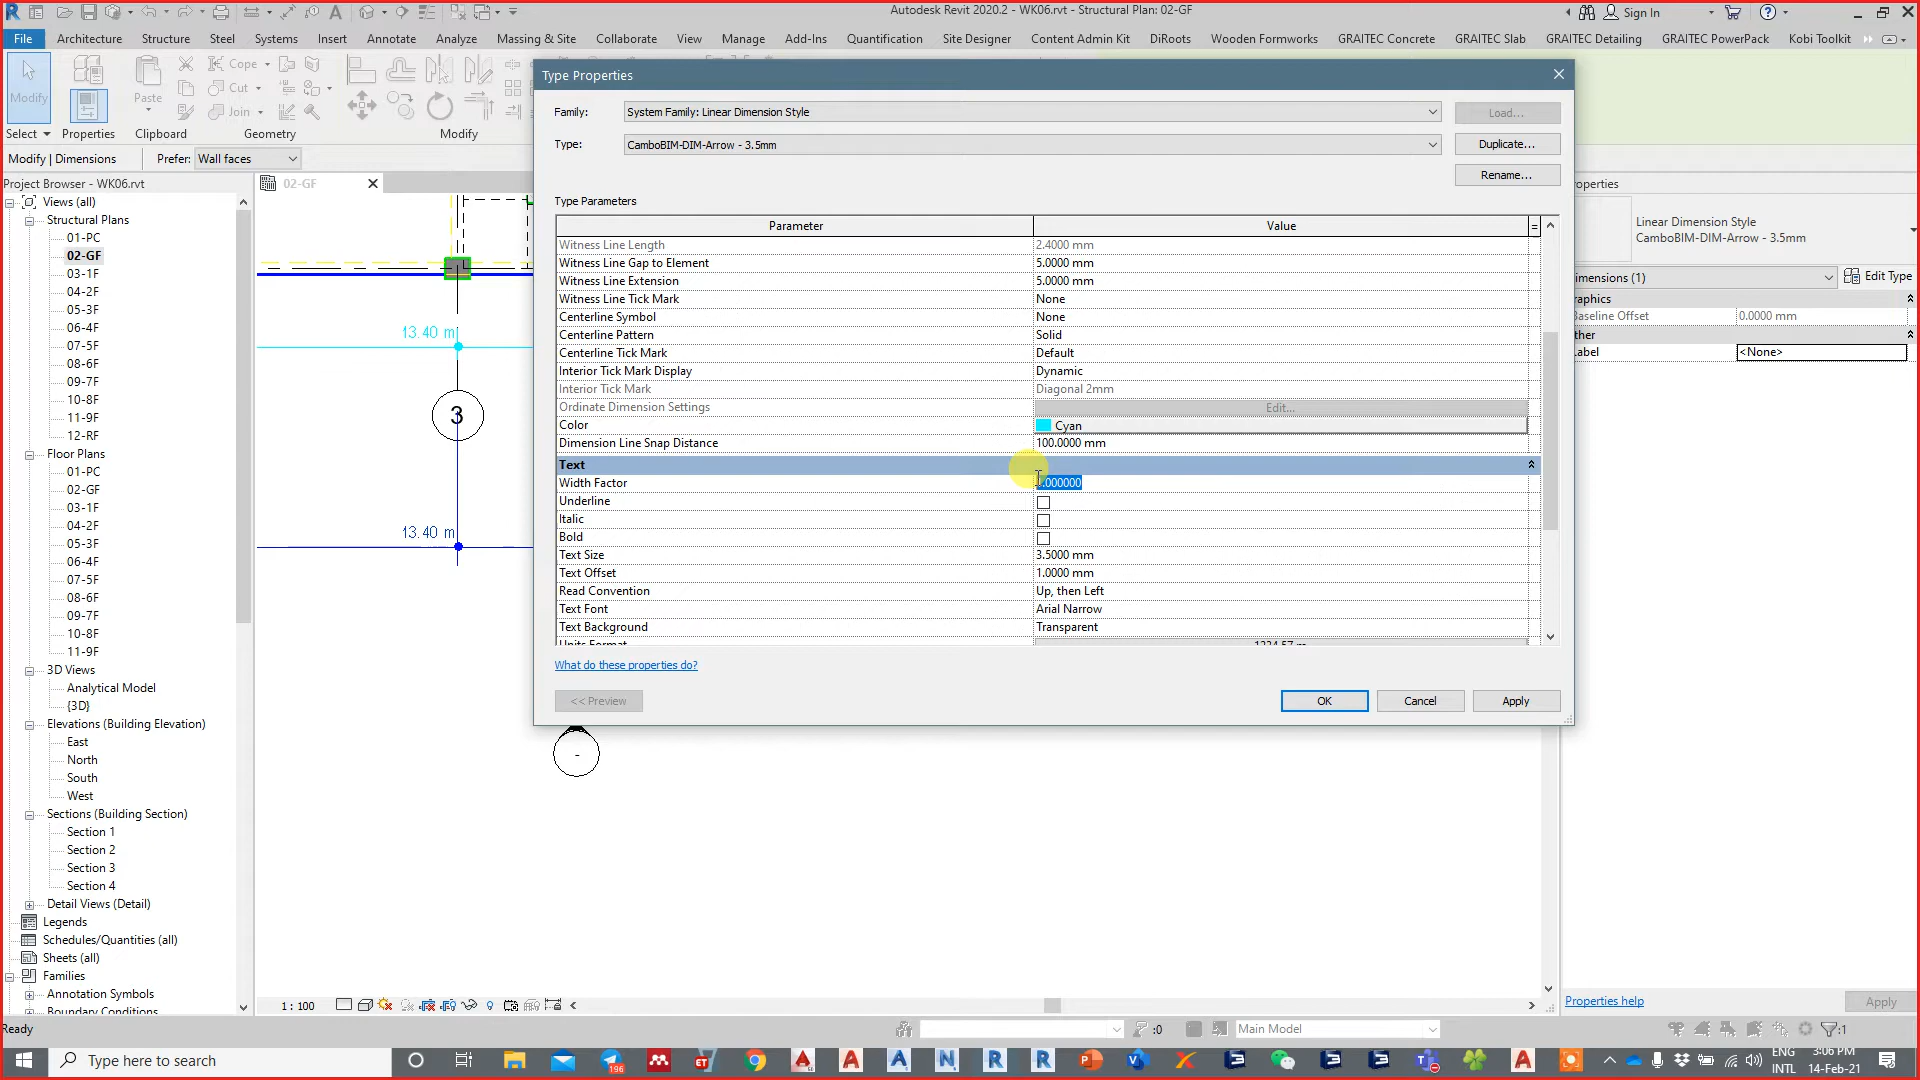 Autodesk Revit 2020.2 - WK06.rvt - Structural Plan: 02-GF
Sign In
File Architecture Structure Steel Systems Insert Annotate Analyze Massing & Site Collaborate View Manage Add-Ins Quantification Site Designer Content Admin Kit DiRoots Wooden Formworks GRAITEC Concrete GRAITEC Slab GRAITEC Detailing GRAITEC PowerPack Kobi Toolkit
Modify
Paste
Cope
Cut
Join
Select Properties Clipboard Geometry Modify
Modify | Dimensions Prefer: Wall faces
Project Browser - WK06.rvt
Views (all)
Structural Plans
01-PC
02-GF
03-1F
04-2F
05-3F
06-4F
07-5F
08-6F
09-7F
10-8F
11-9F
12-RF
Floor Plans
01-PC
02-GF
03-1F
04-2F
05-3F
06-4F
07-5F
08-6F
09-7F
10-8F
11-9F
3D Views
Analytical Model
{3D}
Elevations (Building Elevation)
East
North
South
West
Sections (Building Section)
Section 1
Section 2
Section 3
Section 4
Detail Views (Detail)
Legends
Schedules/Quantities (all)
Sheets (all)
Families
Annotation Symbols
Boundary Conditions
02-GF
13.40 m
3
13.40 m
-
Type Properties
Family: System Family: Linear Dimension Style Load...
Type: CamboBIM-DIM-Arrow - 3.5mm Duplicate...
Rename...
Type Parameters
Parameter Value =
Witness Line Length 2.4000 mm
Witness Line Gap to Element 5.0000 mm
Witness Line Extension 5.0000 mm
Witness Line Tick Mark None
Centerline Symbol None
Centerline Pattern Solid
Centerline Tick Mark Default
Interior Tick Mark Display Dynamic
Interior Tick Mark Diagonal 2mm
Ordinate Dimension Settings Edit...
Color Cyan
Dimension Line Snap Distance 100.0000 mm
Text
Width Factor .000000
Underline
Italic
Bold
Text Size 3.5000 mm
Text Offset 1.0000 mm
Read Convention Up, then Left
Text Font Arial Narrow
Text Background Transparent
Units Format 1234.57 m
What do these properties do?
<< Preview OK Cancel Apply
operties
Linear Dimension Style
CamboBIM-DIM-Arrow - 3.5mm
imensions (1) Edit Type
raphics
Baseline Offset 0.0000 mm
ther
Label <None>
Properties help Apply
1 : 100
Ready :0 Main Model :1
Type here to search
196
ENG
INTL
3:06 PM
14-Feb-21